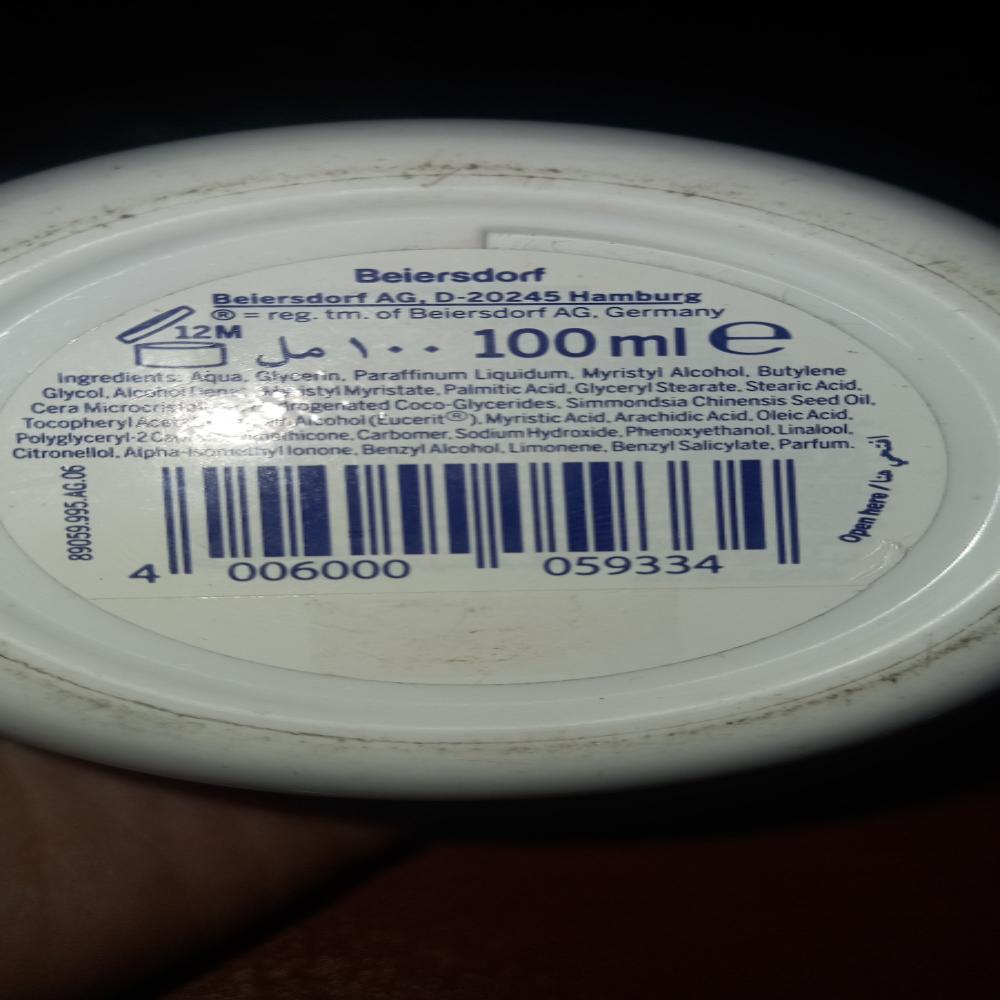 Beiersdorf
Beiersdorf AG, D-20245 Hamburg
® = reg. tm. of Beiersdorf AG, Germany
12M
١٠٠ مل 100 ml e
Ingredients: Aqua, Glycerin, Paraffinum Liquidum, Myristyl Alcohol, Butylene
Glycol, Alcohol Myristate, Palmitic Acid, Glyceryl Stearate, Stearic Acid,
Cera Coco-Glycerides, Simmondsia Chinensis Seed Oil,
Tocopheryl Alcohol (Eucerit®), Myristic Acid, Arachidic Acid, Oleic Acid,
Polyglyceryl-2 Carbomer, Sodium Hydroxide, Phenoxyethanol, Linalool,
Citronellol, Alpha-Isomethyl Ionone, Benzyl Alcohol, Limonene, Benzyl Salicylate, Parfum.
89059.995.AG.06
Open here / هنا
4 006000 059334